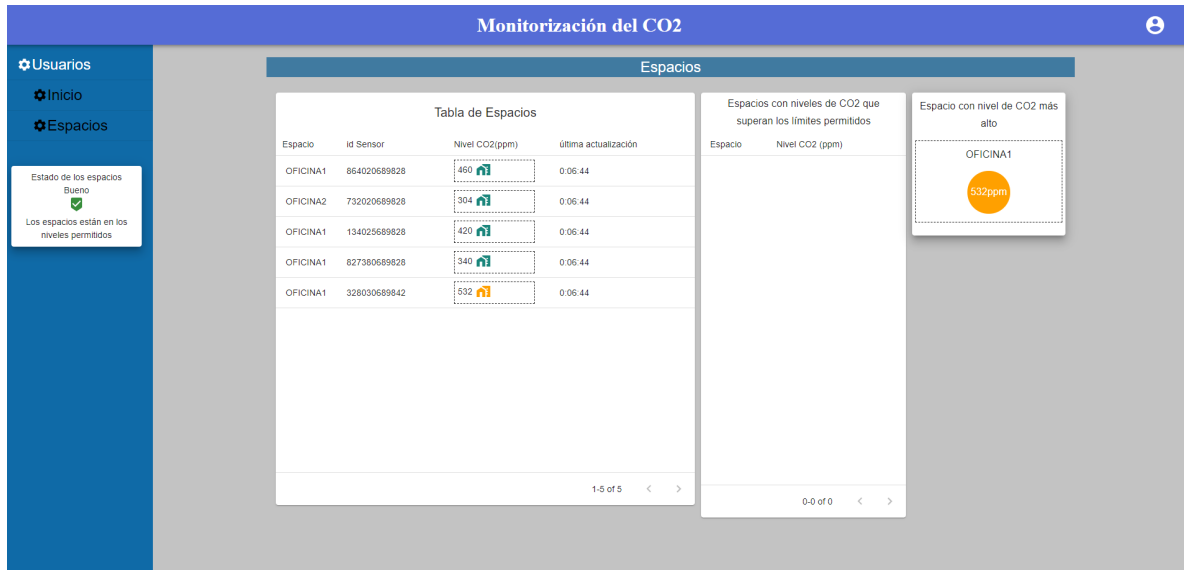 Monitorización del CO2
Usuarios
Inicio
Espacios
Estado de los espacios
Bueno
Los espacios están en los
niveles permitidos
Espacios
Tabla de Espacios
Espacio id Sensor Nivel CO2(ppm) última actualización
OFICINA1 864020689828 460 0:06:44
OFICINA2 732020689828 304 0:06:44
OFICINA1 134025689828 420 0:06:44
OFICINA1 827380689828 340 0:06:44
OFICINA1 328030689842 532 0:06:44
1-5 of 5
Espacios con niveles de CO2 que
superan los límites permitidos
Espacio Nivel CO2 (ppm)
0-0 of 0
Espacio con nivel de CO2 más
alto
OFICINA1
532ppm